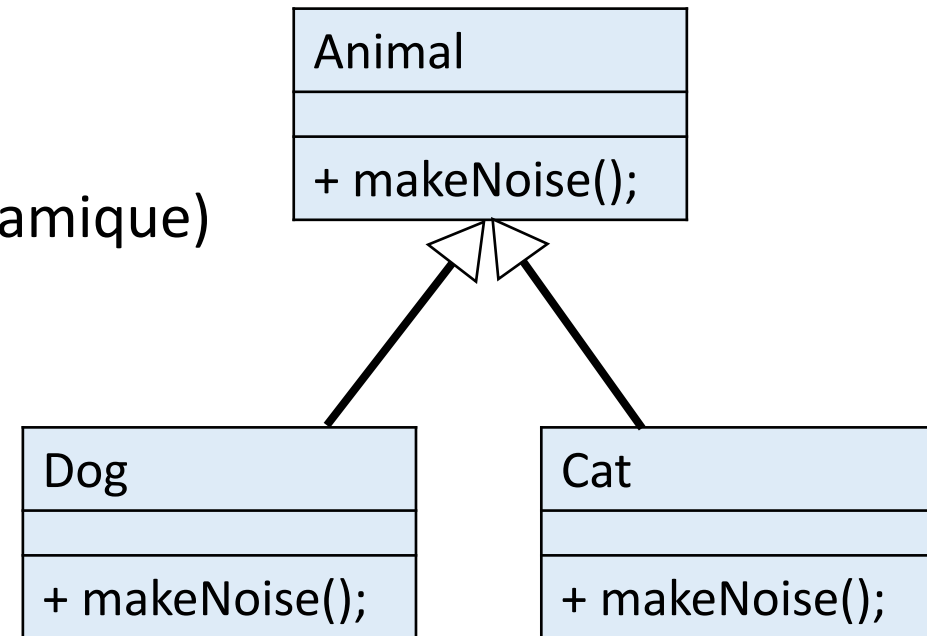 Animal
+ makeNoise();
amique)
Dog
+ makeNoise();
Cat
+ makeNoise();